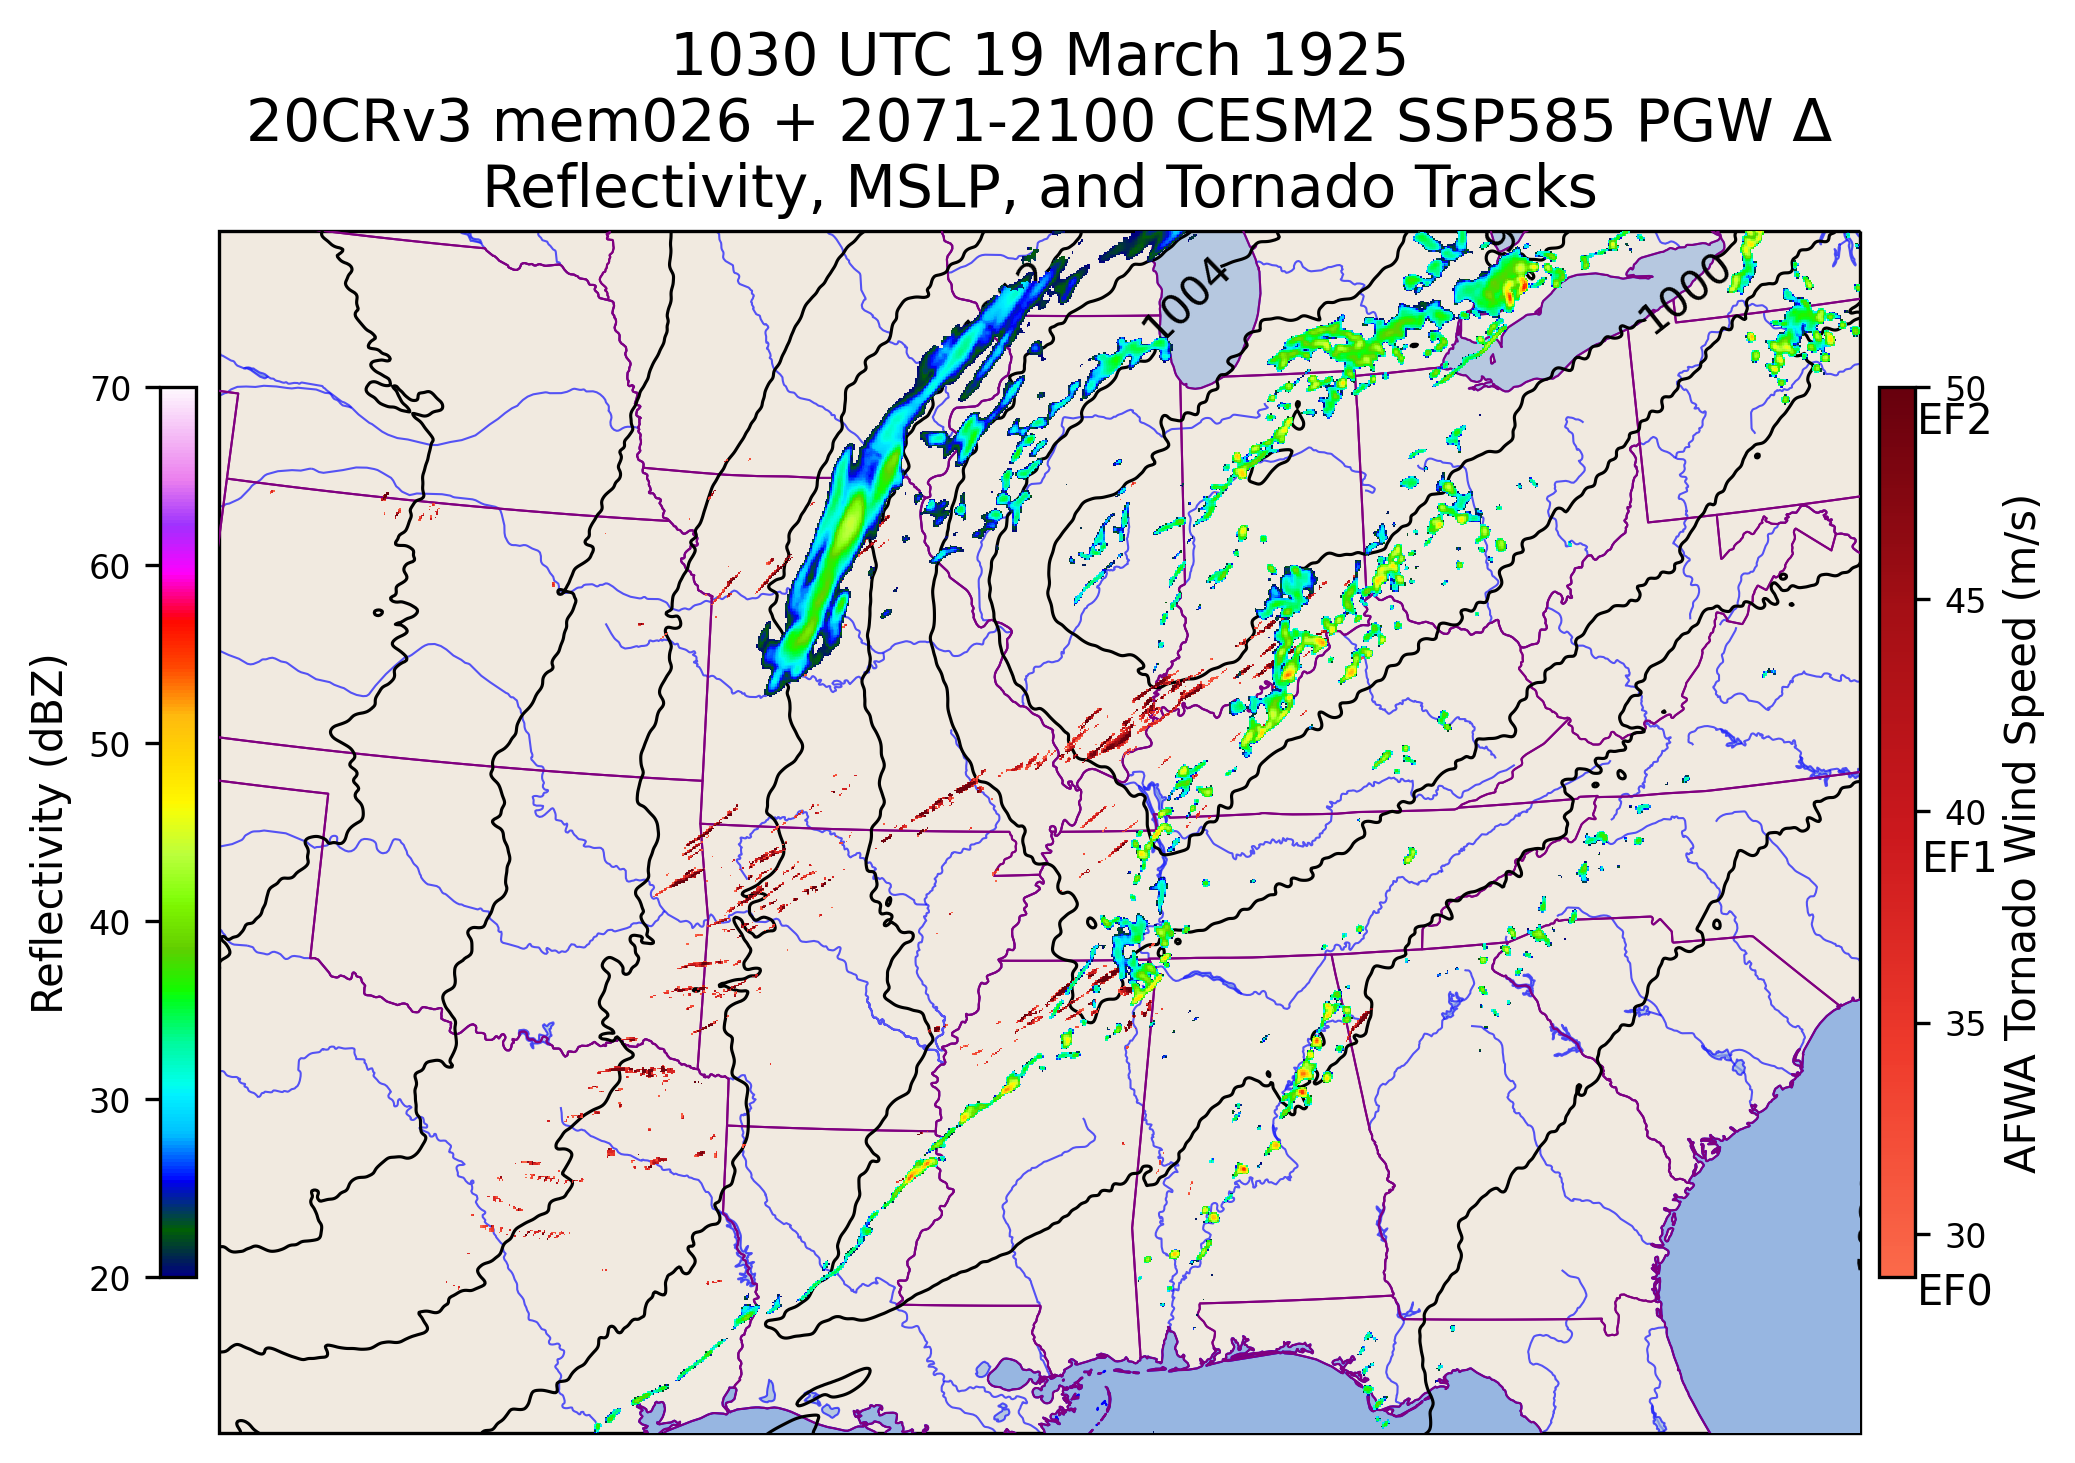 1030 UTC 19 March 1925
20CRv3 mem026 + 2071-2100 CESM2 SSP585 PGW Δ
Reflectivity, MSLP, and Tornado Tracks
1004
1000
70
60
50
40
30
20
Reflectivity (dBZ)
50
EF2
45
40
EF1
35
30
EF0
AFWA Tornado Wind Speed (m/s)